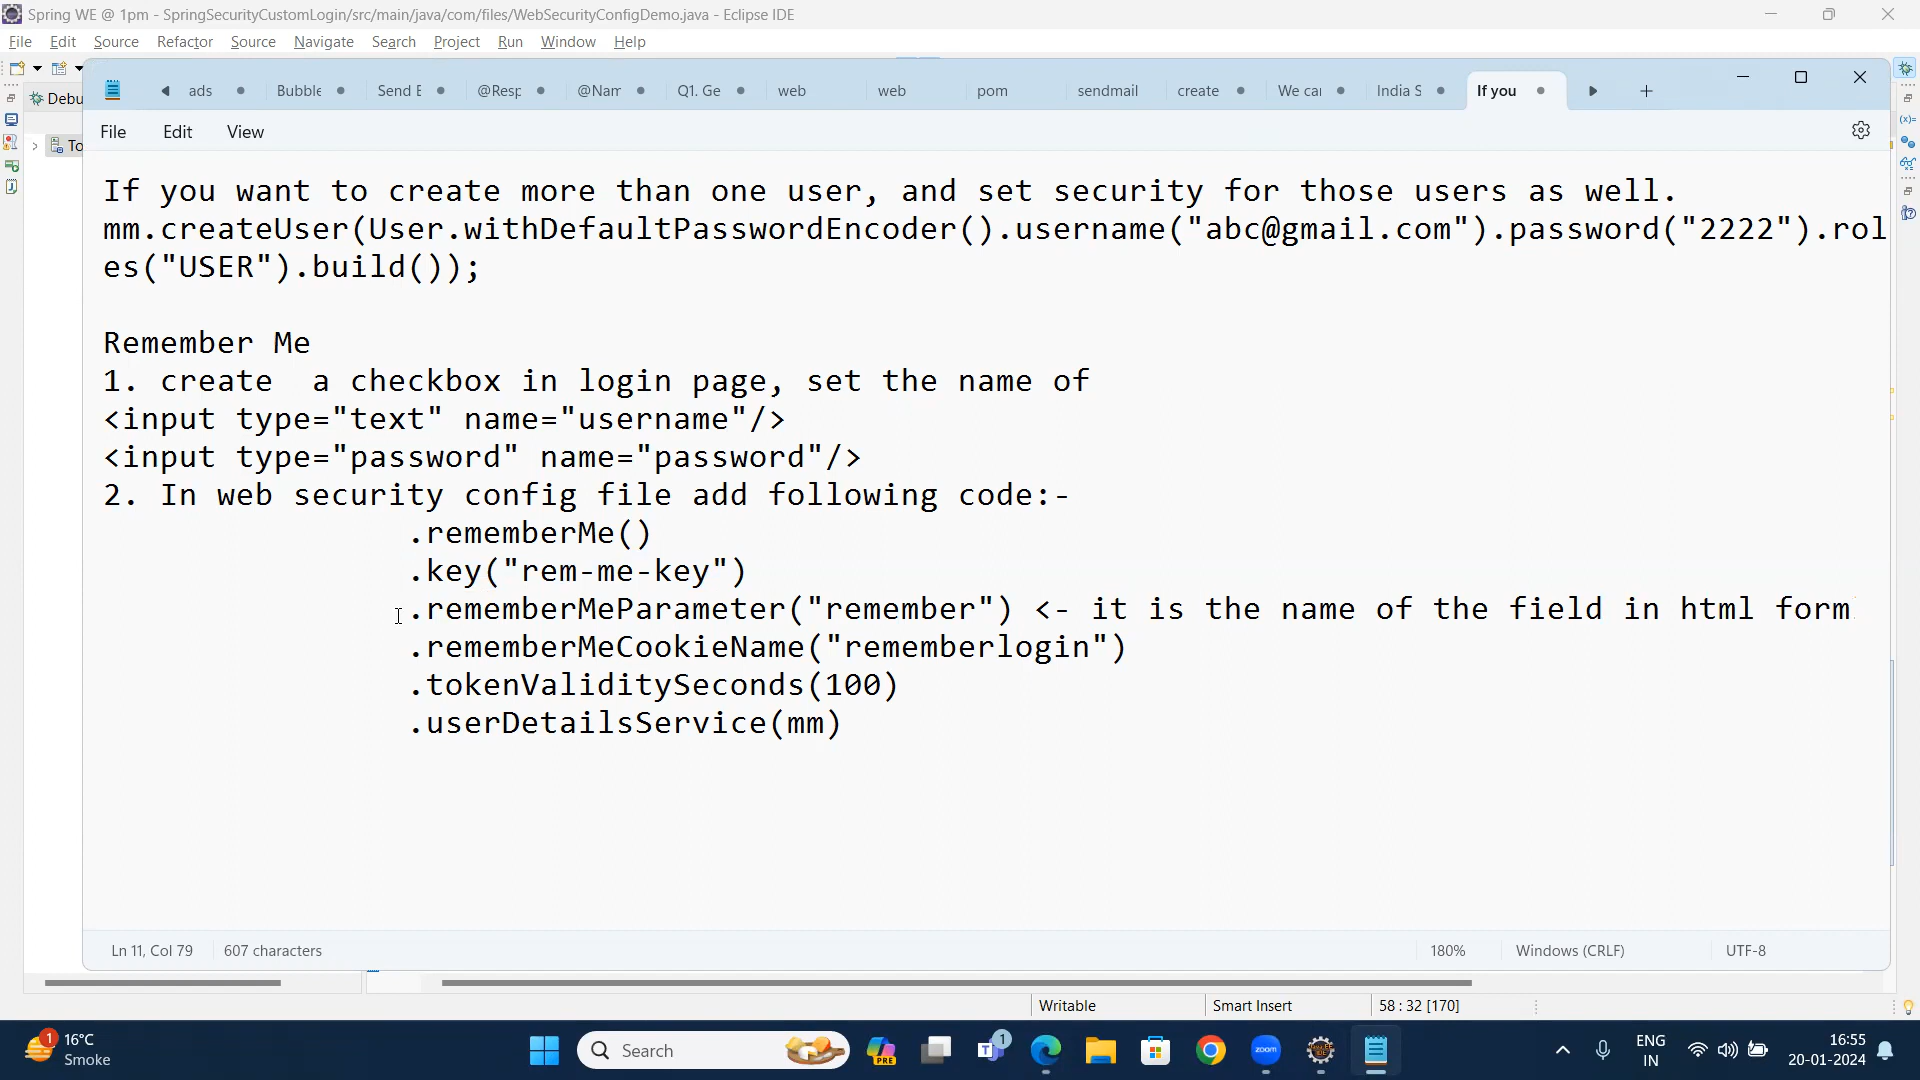 Spring WE @ 1pm - SpringSecurityCustomLogin/src/main/java/com/files/WebSecurityConfigDemo.java - Eclipse IDE
File Edit Source Refactor Source Navigate Search Project Run Window Help
Debu
To
ads Bubble Send E @Resp @Nam Q1. Ge web web pom sendmail create We car India S If you
File Edit View
If you want to create more than one user, and set security for those users as well.
mm.createUser(User.withDefaultPasswordEncoder().username("abc@gmail.com").password("2222").rol
es("USER").build());
Remember Me
1. create  a checkbox in login page, set the name of
<input type="text" name="username"/>
<input type="password" name="password"/>
2. In web security config file add following code:-
.rememberMe()
.key("rem-me-key")
.rememberMeParameter("remember") <- it is the name of the field in html form
.rememberMeCookieName("rememberlogin")
.tokenValiditySeconds(100)
.userDetailsService(mm)
Ln 11, Col 79 607 characters 180% Windows (CRLF) UTF-8
Writable Smart Insert 58 : 32 [170]
1 16°C
Smoke
Search
PRE
1
zoom
ENG
IN
16:55
20-01-2024